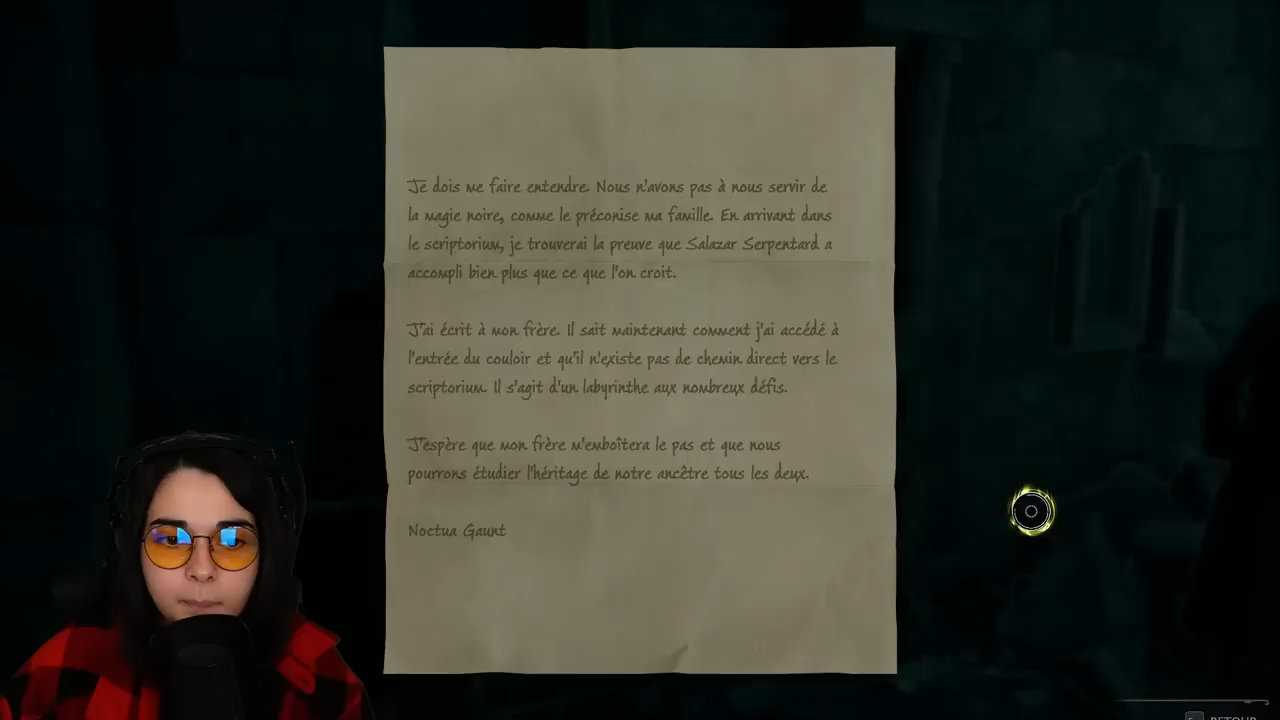 Je dois me faire entendre. Nous n'avons pas à nous servir de
la magie noire, comme le préconise ma famille. En arrivant dans
le scriptorium, je trouverai la preuve que Salazar Serpentard a
accompli bien plus que ce que l'on croit.
J'ai écrit à mon frère. Il sait maintenant comment j'ai accédé à
l'entrée du couloir et qu'il n'existe pas de chemin direct vers le
scriptorium. Il s'agit d'un labyrinthe aux nombreux défis.
J'espère que mon frère m'emboîtera le pas et que nous
pourrons étudier l'héritage de notre ancêtre tous les deux.
Noctua Gaunt
RETOUR